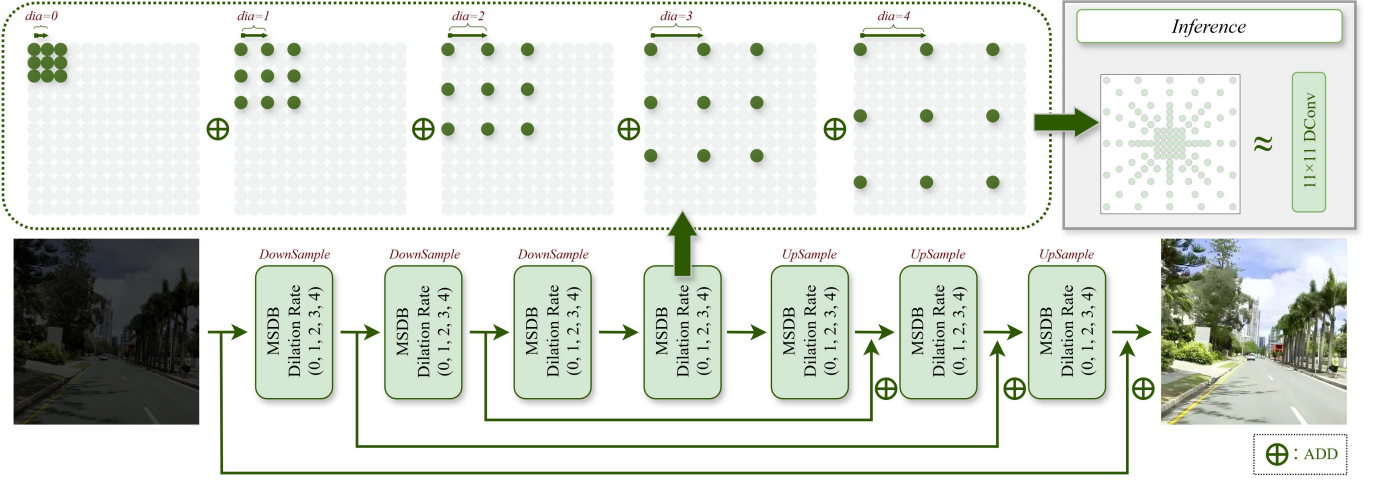 dia=0
dia=1
dia=2
dia=3
dia=4
Inference
≈
11×11 DConv
DownSample
DownSample
DownSample
UpSample
UpSample
UpSample
MSDB
Dilation Rate
(0, 1, 2, 3, 4)
MSDB
Dilation Rate
(0, 1, 2, 3, 4)
MSDB
Dilation Rate
(0, 1, 2, 3, 4)
MSDB
Dilation Rate
(0, 1, 2, 3, 4)
MSDB
Dilation Rate
(0, 1, 2, 3, 4)
MSDB
Dilation Rate
(0, 1, 2, 3, 4)
MSDB
Dilation Rate
(0, 1, 2, 3, 4)
⊕ : ADD